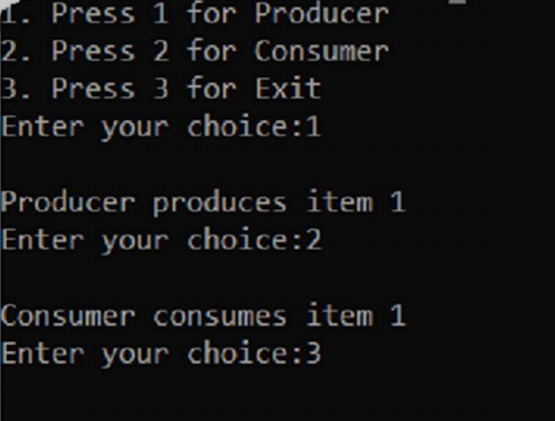 1. Press 1 for Producer
2. Press 2 for Consumer
3. Press 3 for Exit
Enter your choice:1
Producer produces item 1
Enter your choice:2
Consumer consumes item 1
Enter your choice:3